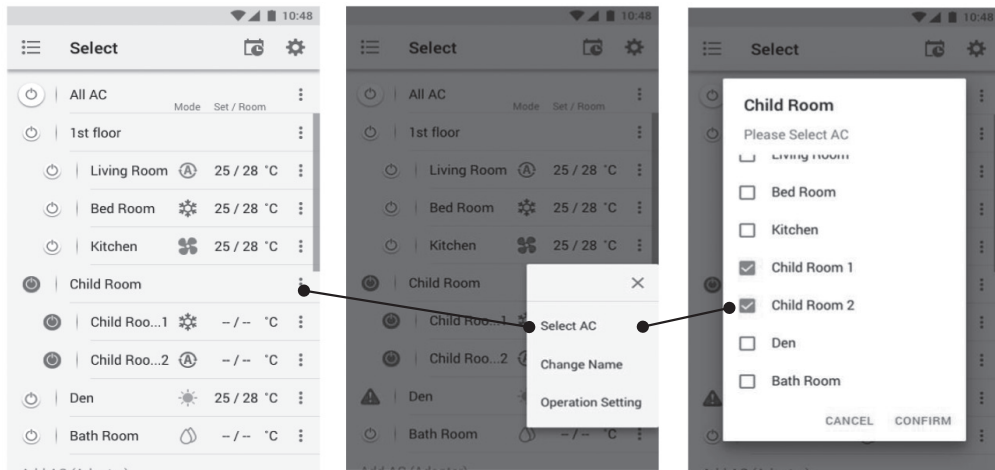 10:48
Select
All AC
Mode Set / Room
1st floor
Living Room A 25 / 28 °C
Bed Room 25 / 28 °C
Kitchen 25 / 28 °C
Child Room
Child Roo...1 -- / -- °C
Child Roo...2 A -- / -- °C
Den 25 / 28 °C
Bath Room -- / -- °C
10:48
Select
All AC
Mode Set / Room
1st floor
Living Room A 25 / 28 °C
Bed Room 25 / 28 °C
Kitchen 25 / 28 °C
Child Room
Child Roo...1
Child Roo...2
Den
Bath Room -- / -- °C
Select AC
Change Name
Operation Setting
10:48
Select
Child Room
Please Select AC
Living Room
Bed Room
Kitchen
Child Room 1
Child Room 2
Den
Bath Room
CANCEL CONFIRM